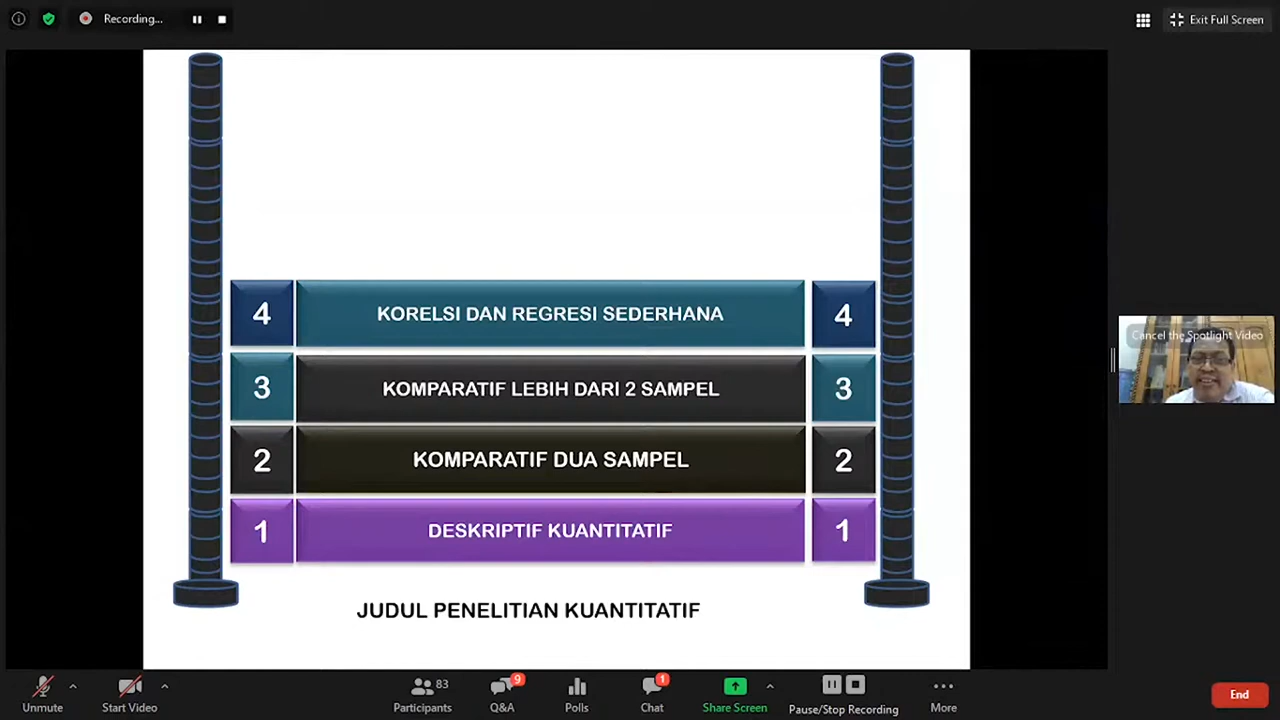 Recording...
Exit Full Screen
4 KORELSI DAN REGRESI SEDERHANA 4
3 KOMPARATIF LEBIH DARI 2 SAMPEL 3
2 KOMPARATIF DUA SAMPEL 2
1 DESKRIPTIF KUANTITATIF 1
JUDUL PENELITIAN KUANTITATIF
Cancel the Spotlight Video
83 9 1
Unmute Start Video Participants Q&A Polls Chat Share Screen Pause/Stop Recording More End